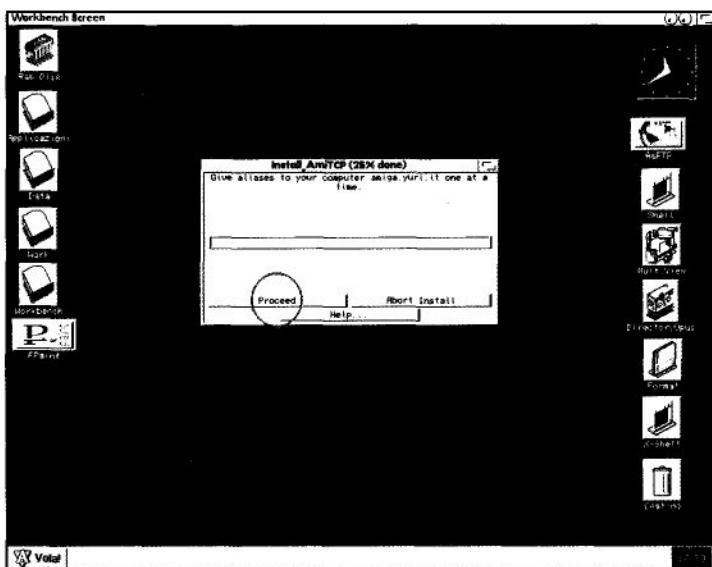 Workbench Screen
Ram Disk
Applicazioni
Data
Work
Workbench
PPaint
Install_AmiTCP (25% done)
Give aliases to your computer amiga.yuri.it one at a
time.
Proceed
Abort Install
Help...
AmFTP
Shell
MultiView
DirectoryOpus
Format
X-Shell
Cestino
Vota!